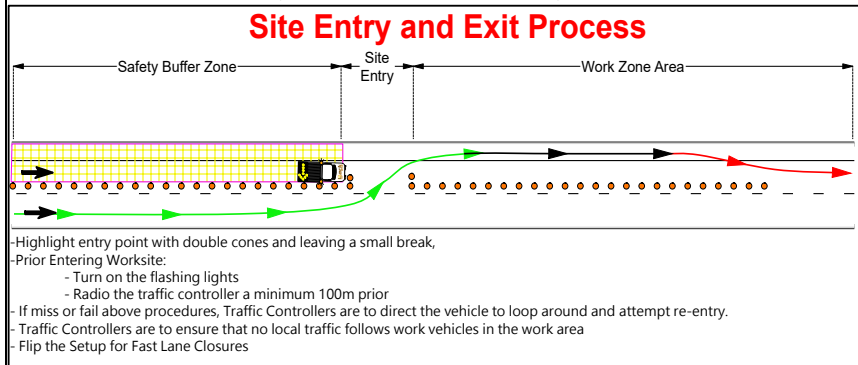 Site Entry and Exit Process
Safety Buffer Zone
Site
Entry
Work Zone Area
-Highlight entry point with double cones and leaving a small break,
-Prior Entering Worksite:
- Turn on the flashing lights
- Radio the traffic controller a minimum 100m prior
- If miss or fail above procedures, Traffic Controllers are to direct the vehicle to loop around and attempt re-entry.
- Traffic Controllers are to ensure that no local traffic follows work vehicles in the work area
- Flip the Setup for Fast Lane Closures